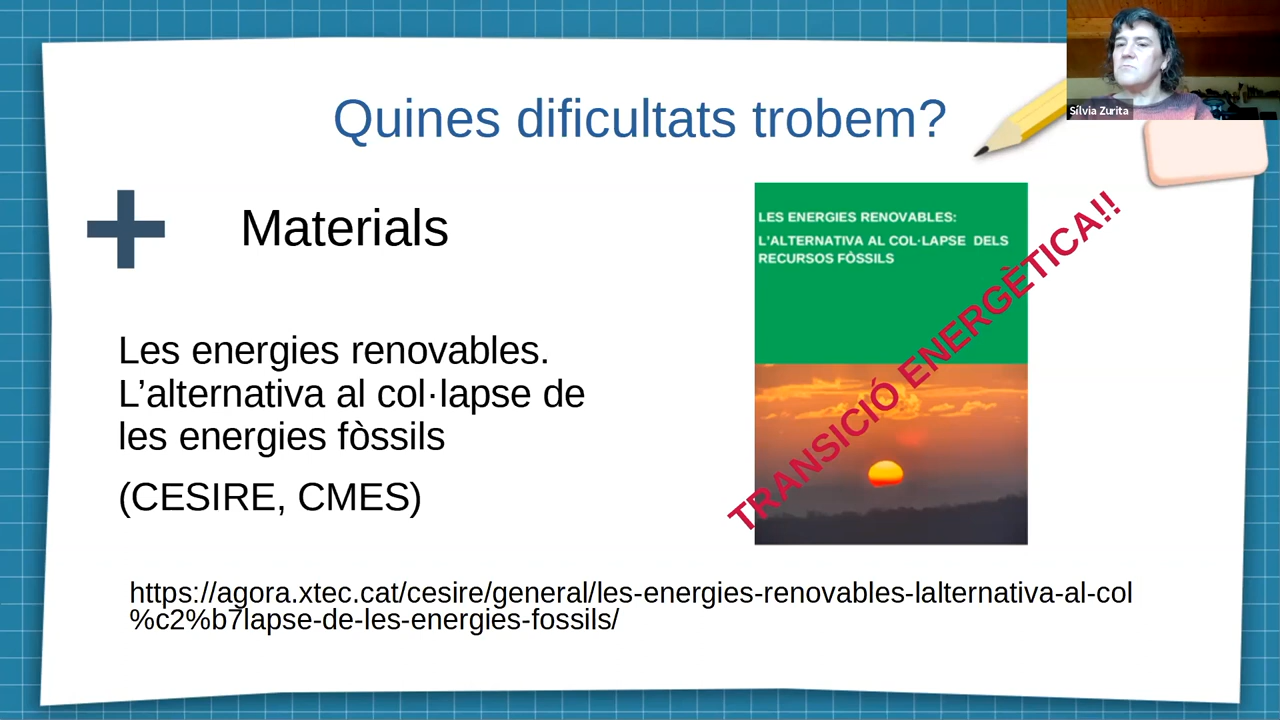 Sílvia Zurita
Quines dificultats trobem?
Materials
Les energies renovables.
L’alternativa al col·lapse de
les energies fòssils
(CESIRE, CMES)
LES ENERGIES RENOVABLES:
L’ALTERNATIVA AL COL·LAPSE DELS
RECURSOS FÒSSILS
TRANSICIÓ ENERGÈTICA!!
https://agora.xtec.cat/cesire/general/les-energies-renovables-lalternativa-al-col
%c2%b7lapse-de-les-energies-fossils/